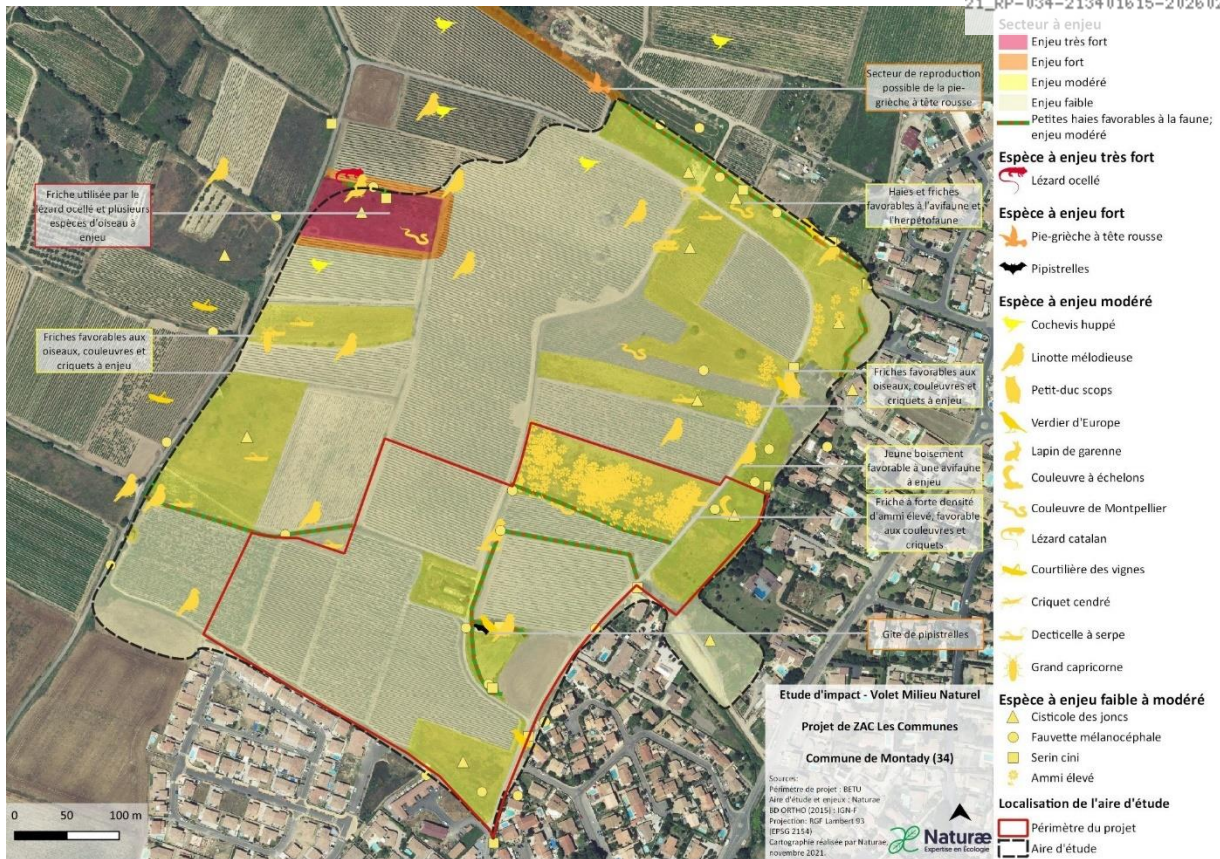 21_RP-034-213401615-202602
Secteur à enjeu
Enjeu très fort
Enjeu fort
Enjeu modéré
Enjeu faible
Petites haies favorables à la faune;
enjeu modéré
Espèce à enjeu très fort
Lézard ocellé
Espèce à enjeu fort
Pie-grièche à tête rousse
Pipistrelles
Espèce à enjeu modéré
Cochevis huppé
Linotte mélodieuse
Petit-duc scops
Verdier d'Europe
Lapin de garenne
Couleuvre à échelons
Couleuvre de Montpellier
Lézard catalan
Courtilière des vignes
Criquet cendré
Decticelle à serpe
Grand capricorne
Espèce à enjeu faible à modéré
Cisticole des joncs
Fauvette mélanocéphale
Serin cini
Ammi élevé
Localisation de l'aire d'étude
Périmètre du projet
Aire d'étude
Secteur de reproduction
possible de la pie-
grièche à tête rousse
Friche utilisée par le
lézard ocellé et plusieurs
espèces d'oiseau à
enjeu
Haies et friches
favorables à l'avifaune et
l'herpétofaune
Friches favorables aux
oiseaux, couleuvres et
criquets à enjeu
Friches favorables aux
oiseaux, couleuvres et
criquets à enjeu
Jeune boisement
favorable à une avifaune
à enjeu
Friche à forte densité
d'ammi élevé, favorable
aux couleuvres et
criquets
Gîte de pipistrelles
Etude d'impact - Volet Milieu Naturel
Projet de ZAC Les Communes
Commune de Montady (34)
Sources:
Périmètre de projet : BETU
Aire d'étude et enjeux : Naturae
BD ORTHO (2015) : IGN-F
Projection: RGF Lambert 93
(EPSG 2154)
Cartographie réalisée par Naturae,
novembre 2021.
Naturæ
Expertise en Écologie
0 50 100 m